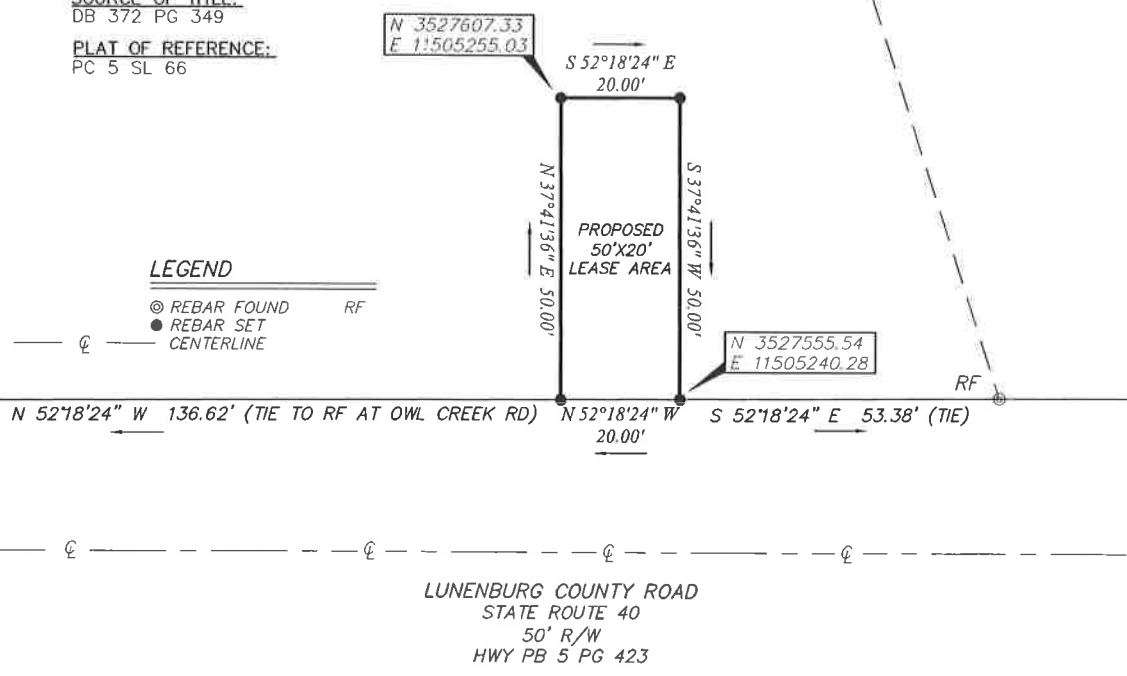 SOURCE OF TITLE:
DB 372 PG 349
PLAT OF REFERENCE:
PC 5 SL 66
N 3527607.33
E 11505255.03
S 52°18'24" E
20.00'
N 37°41'36" E 50.00'
S 37°41'36" W 50.00'
PROPOSED
50'X20'
LEASE AREA
LEGEND
REBAR FOUND RF
REBAR SET
CENTERLINE
N 3527555.54
E 11505240.28
RF
N 52°18'24" W 136.62' (TIE TO RF AT OWL CREEK RD)
N 52°18'24" W
20.00'
S 52°18'24" E 53.38' (TIE)
LUNENBURG COUNTY ROAD
STATE ROUTE 40
50' R/W
HWY PB 5 PG 423